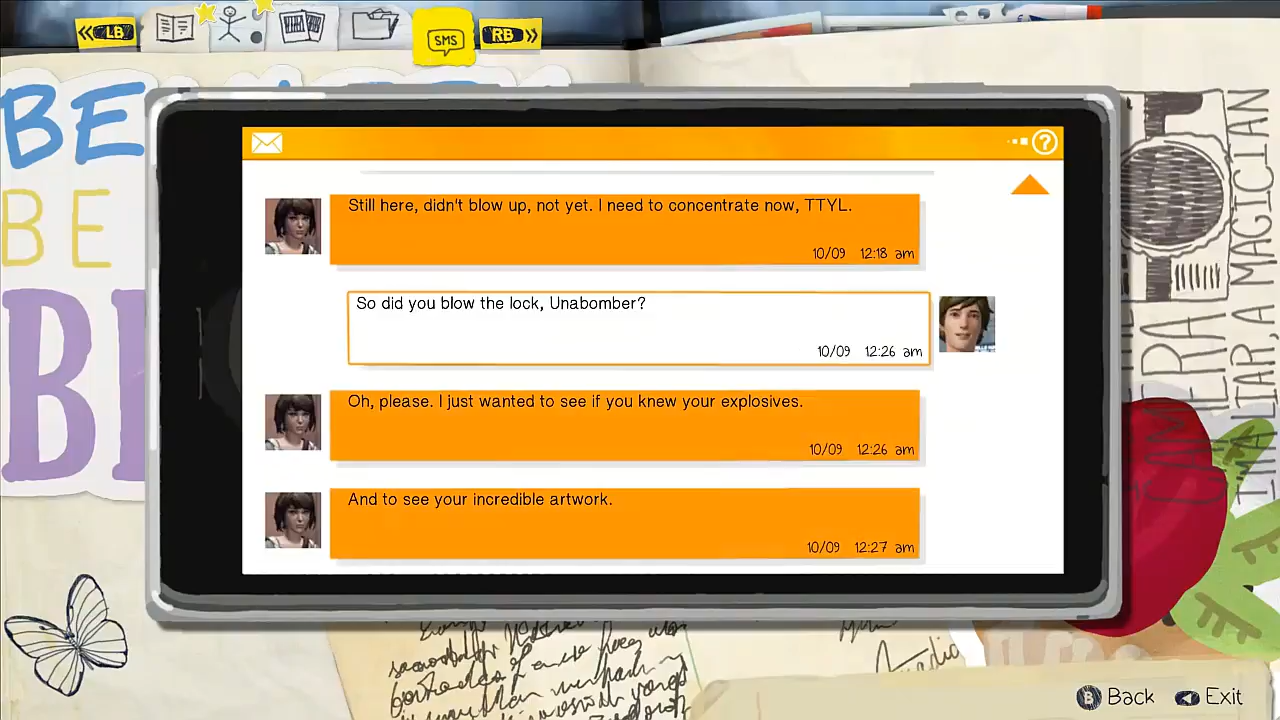 LB
SMS
RB
BE
BE
Still here, didn't blow up, not yet. I need to concentrate now, TTYL.
10/09 12:18 am
So did you blow the lock, Unabomber?
10/09 12:26 am
Oh, please. I just wanted to see if you knew your explosives.
10/09 12:26 am
And to see your incredible artwork.
10/09 12:27 am
CAMERA
A MAGICIAN
B Back
Exit